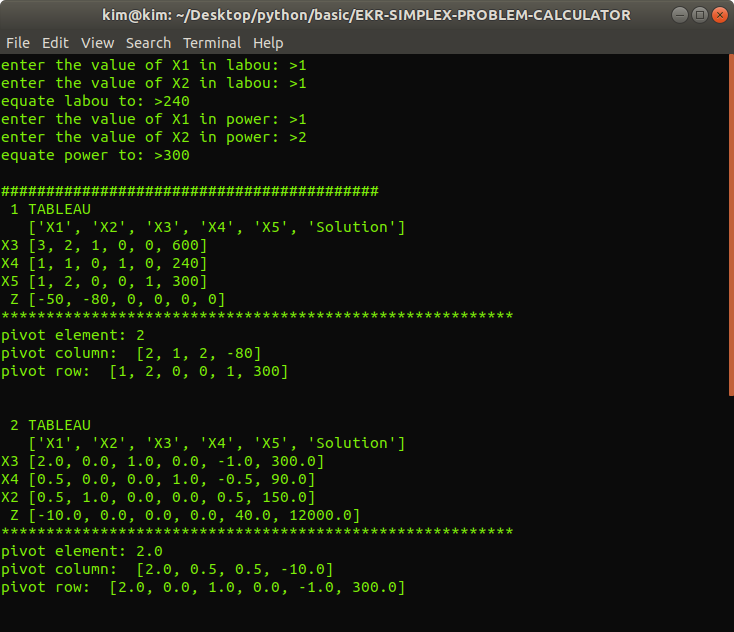 kim@kim: ~/Desktop/python/basic/EKR-SIMPLEX-PROBLEM-CALCULATOR
File Edit View Search Terminal Help
enter the value of X1 in labou: >1
enter the value of X2 in labou: >1
equate labou to: >240
enter the value of X1 in power: >1
enter the value of X2 in power: >2
equate power to: >300
##########################################
1 TABLEAU
['X1', 'X2', 'X3', 'X4', 'X5', 'Solution']
X3 [3, 2, 1, 0, 0, 600]
X4 [1, 1, 0, 1, 0, 240]
X5 [1, 2, 0, 0, 1, 300]
Z [-50, -80, 0, 0, 0, 0]
*********************************************************
pivot element: 2
pivot column:  [2, 1, 2, -80]
pivot row:  [1, 2, 0, 0, 1, 300]
2 TABLEAU
['X1', 'X2', 'X3', 'X4', 'X5', 'Solution']
X3 [2.0, 0.0, 1.0, 0.0, -1.0, 300.0]
X4 [0.5, 0.0, 0.0, 1.0, -0.5, 90.0]
X2 [0.5, 1.0, 0.0, 0.0, 0.5, 150.0]
Z [-10.0, 0.0, 0.0, 0.0, 40.0, 12000.0]
*********************************************************
pivot element: 2.0
pivot column:  [2.0, 0.5, 0.5, -10.0]
pivot row:  [2.0, 0.0, 1.0, 0.0, -1.0, 300.0]